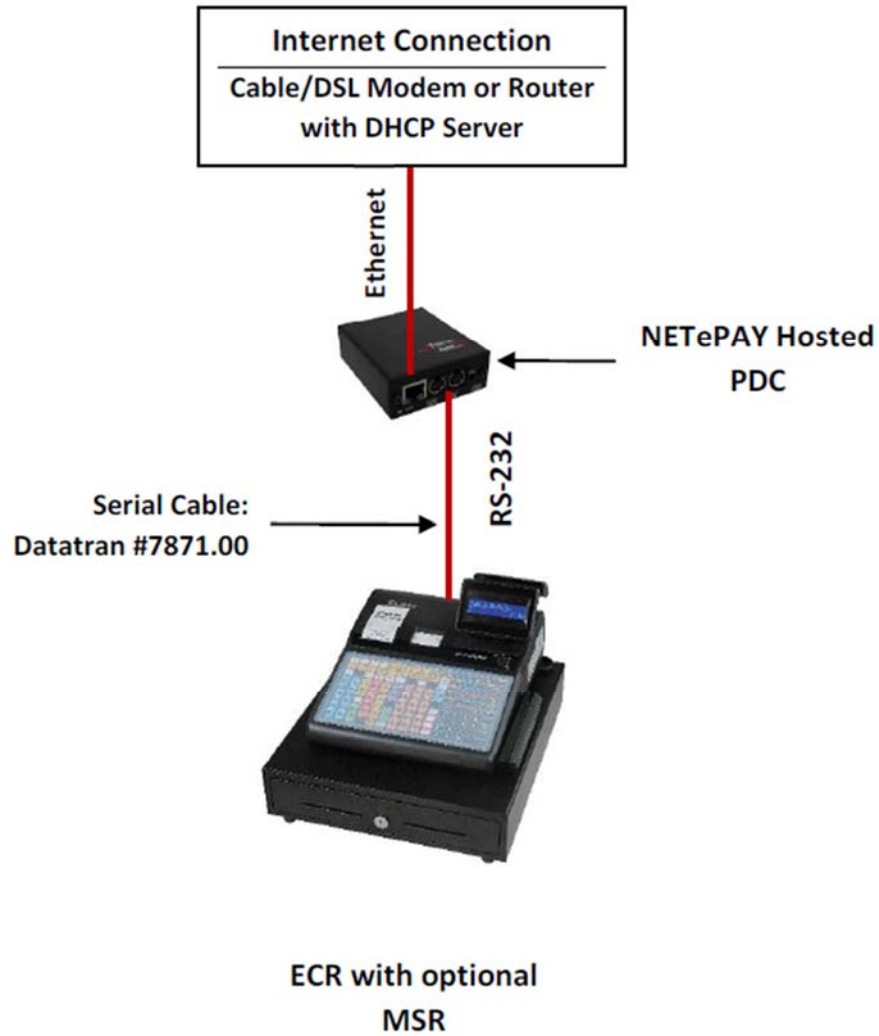 Internet Connection
Cable/DSL Modem or Router
with DHCP Server
Ethernet
NETePAY Hosted
PDC
RS-232
Serial Cable:
Datatran #7871.00
ECR with optional
MSR